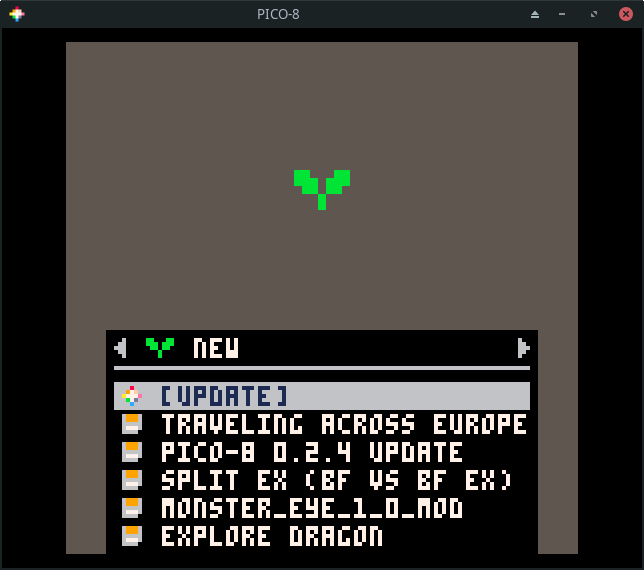 PICO-8
NEW
[UPDATE]
TRAVELING ACROSS EUROPE
PICO-8 0.2.4 UPDATE
SPLIT EX (BF VS BF EX)
MONSTER_EYE_1_0_MOD
EXPLORE DRAGON